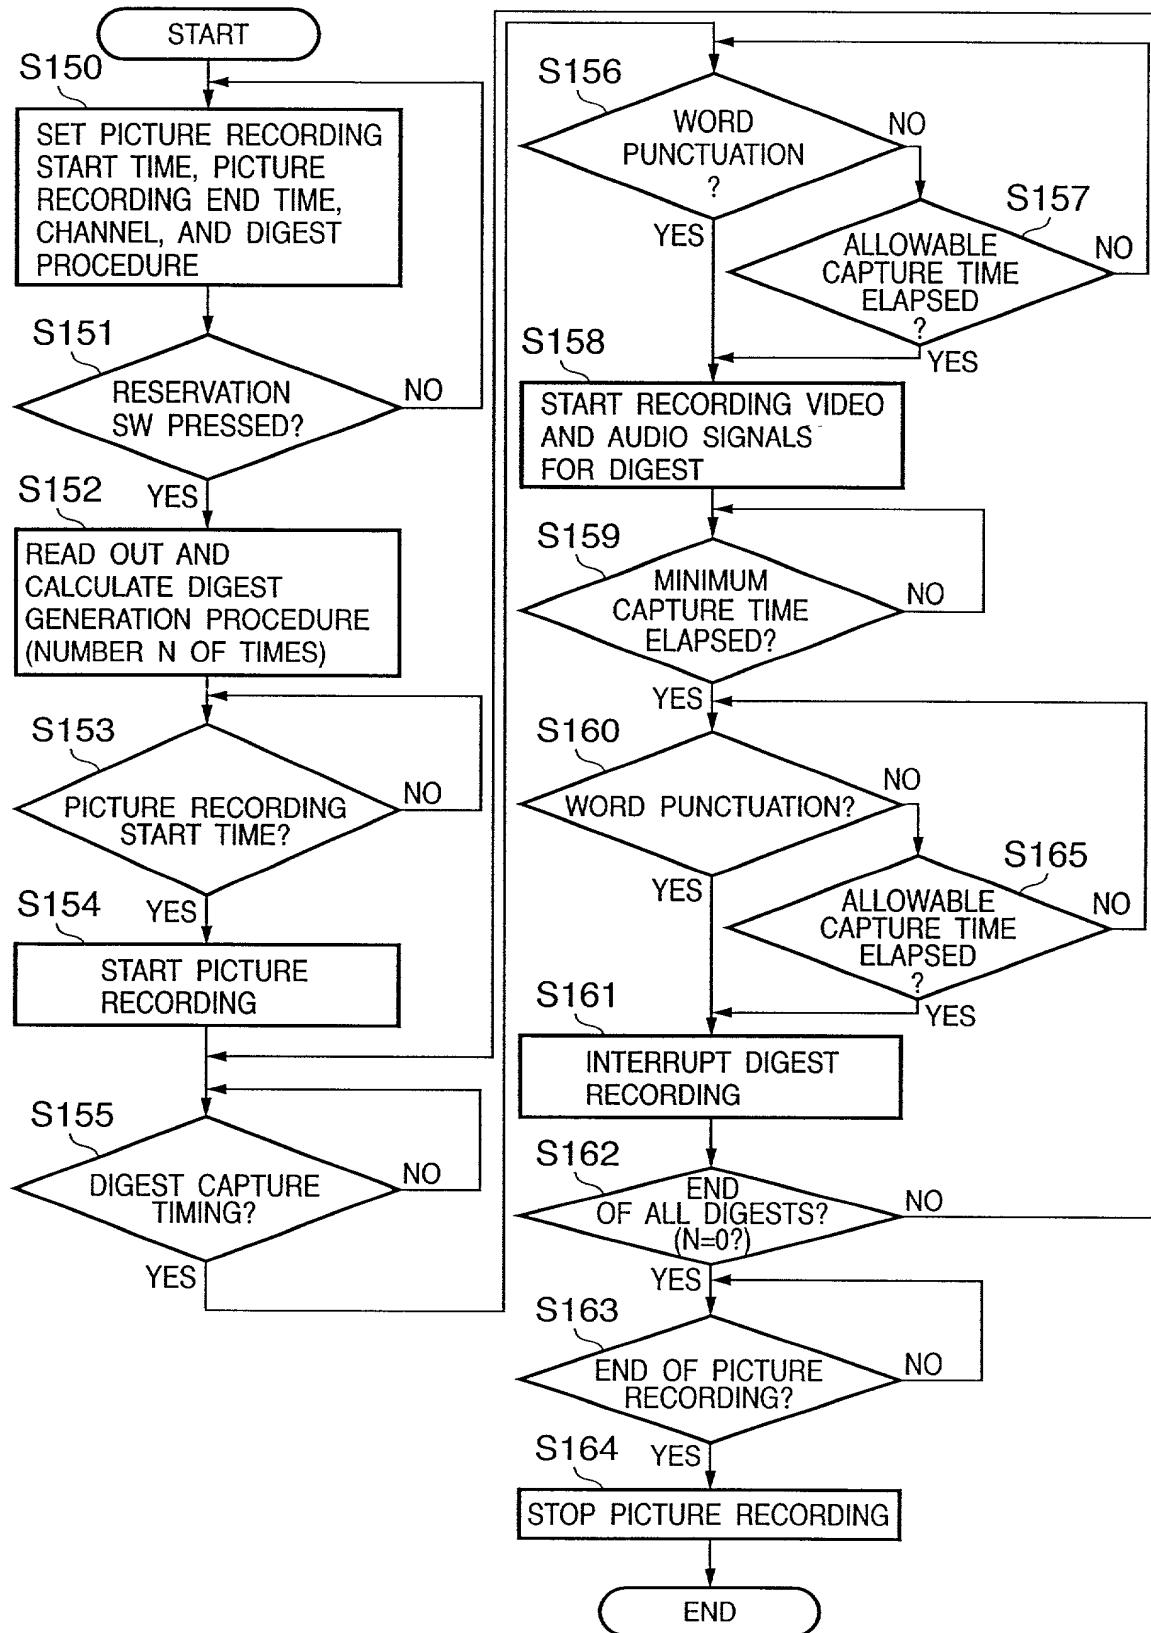 START
S150
SET PICTURE RECORDING
START TIME, PICTURE
RECORDING END TIME,
CHANNEL, AND DIGEST
PROCEDURE
S151
RESERVATION
SW PRESSED?
NO
YES
S152
READ OUT AND
CALCULATE DIGEST
GENERATION PROCEDURE
(NUMBER N OF TIMES)
S153
PICTURE RECORDING
START TIME?
NO
YES
S154
START PICTURE
RECORDING
S155
DIGEST CAPTURE
TIMING?
NO
YES
S156
WORD
PUNCTUATION
?
NO
YES
S157
ALLOWABLE
CAPTURE TIME
ELAPSED
?
NO
YES
S158
START RECORDING VIDEO
AND AUDIO SIGNALS
FOR DIGEST
S159
MINIMUM
CAPTURE TIME
ELAPSED?
NO
YES
S160
WORD PUNCTUATION?
NO
YES
S165
ALLOWABLE
CAPTURE TIME
ELAPSED
?
NO
YES
S161
INTERRUPT DIGEST
RECORDING
S162
END
OF ALL DIGESTS?
(N=0?)
NO
YES
S163
END OF PICTURE
RECORDING?
NO
YES
S164
STOP PICTURE RECORDING
END